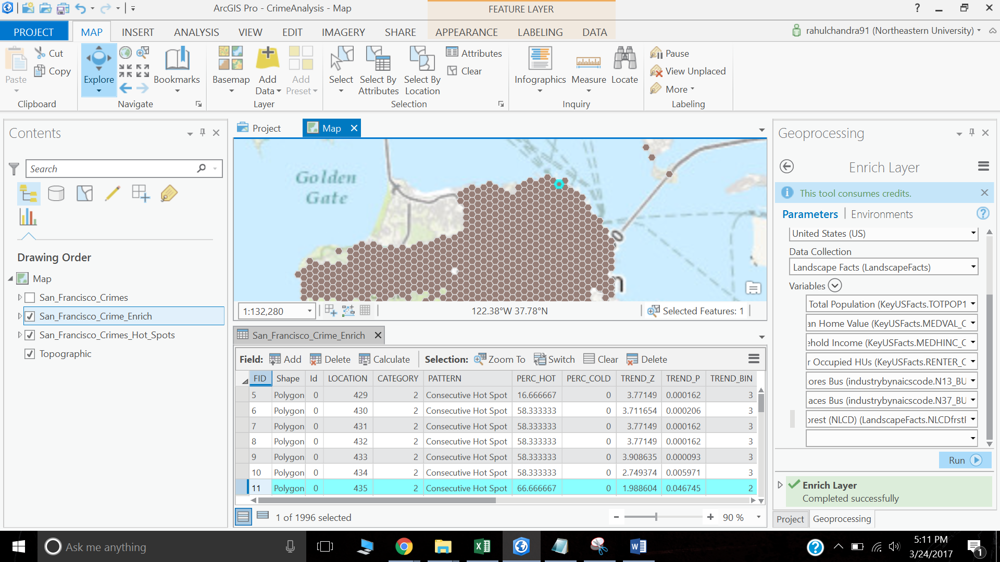 ArcGIS Pro - CrimeAnalysis - Map
FEATURE LAYER
?
PROJECT MAP INSERT ANALYSIS VIEW EDIT IMAGERY SHARE APPEARANCE LABELING DATA
rahulchandra91 (Northeastern University)
Paste
Cut
Copy
Clipboard
Explore
Bookmarks
Navigate
Basemap
Add Data
Add Preset
Layer
Select
Select By Attributes
Select By Location
Attributes
Clear
Selection
Infographics
Measure
Locate
Inquiry
Pause
View Unplaced
More
Labeling
Contents
Search
Drawing Order
Map
San_Francisco_Crimes
San_Francisco_Crime_Enrich
San_Francisco_Crimes_Hot_Spots
Topographic
Project
Map
Golden
Gate
1:132,280
122.38°W 37.78°N
Selected Features: 1
San_Francisco_Crime_Enrich
Field: Add Delete Calculate Selection: Zoom To Switch Clear Delete
FID Shape Id LOCATION CATEGORY PATTERN PERC_HOT PERC_COLD TREND_Z TREND_P TREND_BIN
5 Polygon 0 429 2 Consecutive Hot Spot 16.666667 0 3.77149 0.000162 3
6 Polygon 0 430 2 Consecutive Hot Spot 58.333333 0 3.711654 0.000206 3
7 Polygon 0 431 2 Consecutive Hot Spot 58.333333 0 3.77149 0.000162 3
8 Polygon 0 432 2 Consecutive Hot Spot 58.333333 0 3.77149 0.000162 3
9 Polygon 0 433 2 Consecutive Hot Spot 58.333333 0 3.908635 0.000093 3
10 Polygon 0 434 2 Consecutive Hot Spot 58.333333 0 2.749374 0.005971 3
11 Polygon 0 435 2 Consecutive Hot Spot 66.666667 0 1.988604 0.046745 2
1 of 1996 selected
90 %
Geoprocessing
Enrich Layer
This tool consumes credits.
Parameters | Environments
United States (US)
Data Collection
Landscape Facts (LandscapeFacts)
Variables
Total Population (KeyUSFacts.TOTPOP1
an Home Value (KeyUSFacts.MEDVAL_C
ehold Income (KeyUSFacts.MEDHINC_C
r Occupied HUs (KeyUSFacts.RENTER_C
ores Bus (industrybynaicscode.N13_BU
aces Bus (industrybynaicscode.N37_BU
orest (NLCD) (LandscapeFacts.NLCDfrstI
Run
Enrich Layer
Completed successfully
Project
Geoprocessing
Ask me anything
5:11 PM
3/24/2017
1